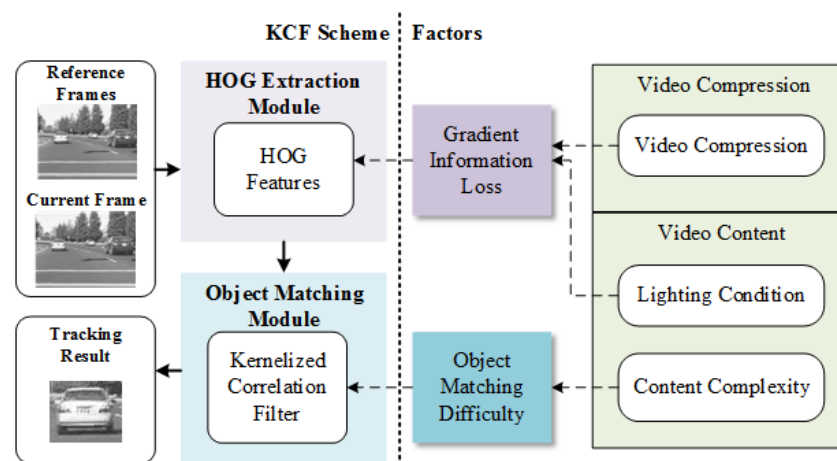 KCF Scheme
Factors
Reference
Frames
Current Frame
HOG Extraction
Module
HOG
Features
Object Matching
Module
Kernelized
Correlation
Filter
Tracking
Result
Gradient
Information
Loss
Object
Matching
Difficulty
Video Compression
Video Compression
Video Content
Lighting Condition
Content Complexity